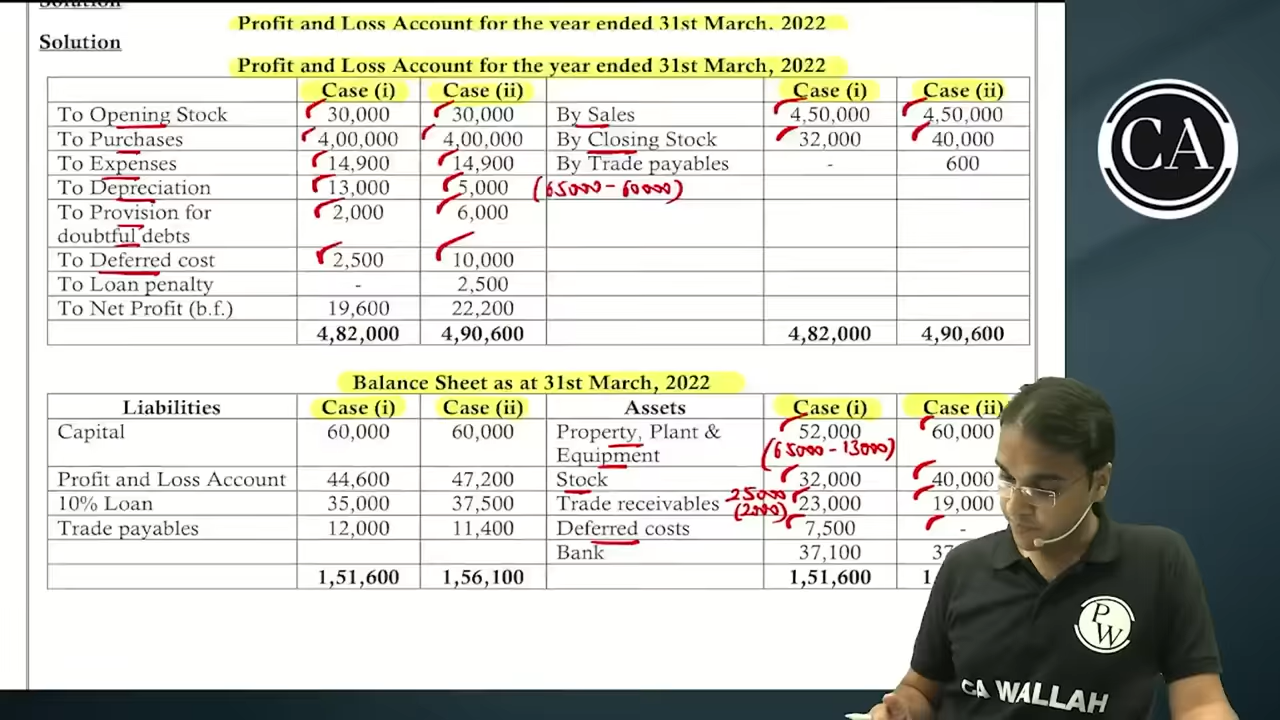 Solution
Profit and Loss Account for the year ended 31st March, 2022
Solution
Profit and Loss Account for the year ended 31st March, 2022
Case (i) Case (ii) Case (i) Case (ii)
To Opening Stock 30,000 30,000 By Sales 4,50,000 4,50,000
To Purchases 4,00,000 4,00,000 By Closing Stock 32,000 40,000
To Expenses 14,900 14,900 By Trade payables - 600
To Depreciation 13,000 5,000 (65000-60000)
To Provision for 2,000 6,000
doubtful debts
To Deferred cost 2,500 10,000
To Loan penalty - 2,500
To Net Profit (b.f.) 19,600 22,200
4,82,000 4,90,600 4,82,000 4,90,600
Balance Sheet as at 31st March, 2022
Liabilities Case (i) Case (ii) Assets Case (i) Case (ii)
Capital 60,000 60,000 Property, Plant & 52,000 60,000
Equipment (65000-13000)
Profit and Loss Account 44,600 47,200 Stock 32,000 40,000
10% Loan 35,000 37,500 Trade receivables 25000 23,000 19,000
(2000)
Trade payables 12,000 11,400 Deferred costs 7,500 -
Bank 37,100
1,51,600 1,56,100 1,51,600
CA
PW
CA WALLAH